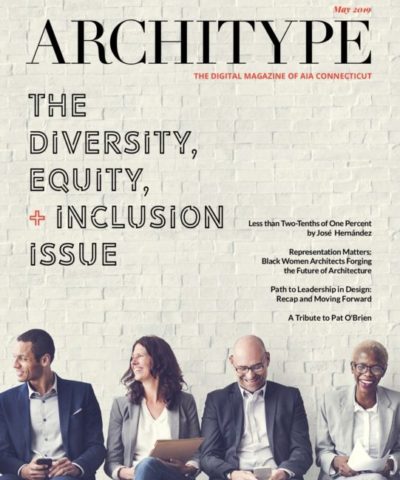 May 2019
ARCHITYPE
THE DIGITAL MAGAZINE OF AIA CONNECTICUT
THE
DIVERSITY,
EQUITY,
+ INCLUSION
ISSUE
Less than Two-Tenths of One Percent
by José Hernández
Representation Matters;
Black Women Architects Forging
the Future of Architecture
Path to Leadership in Design:
Recap and Moving Forward
A Tribute to Pat O'Brien